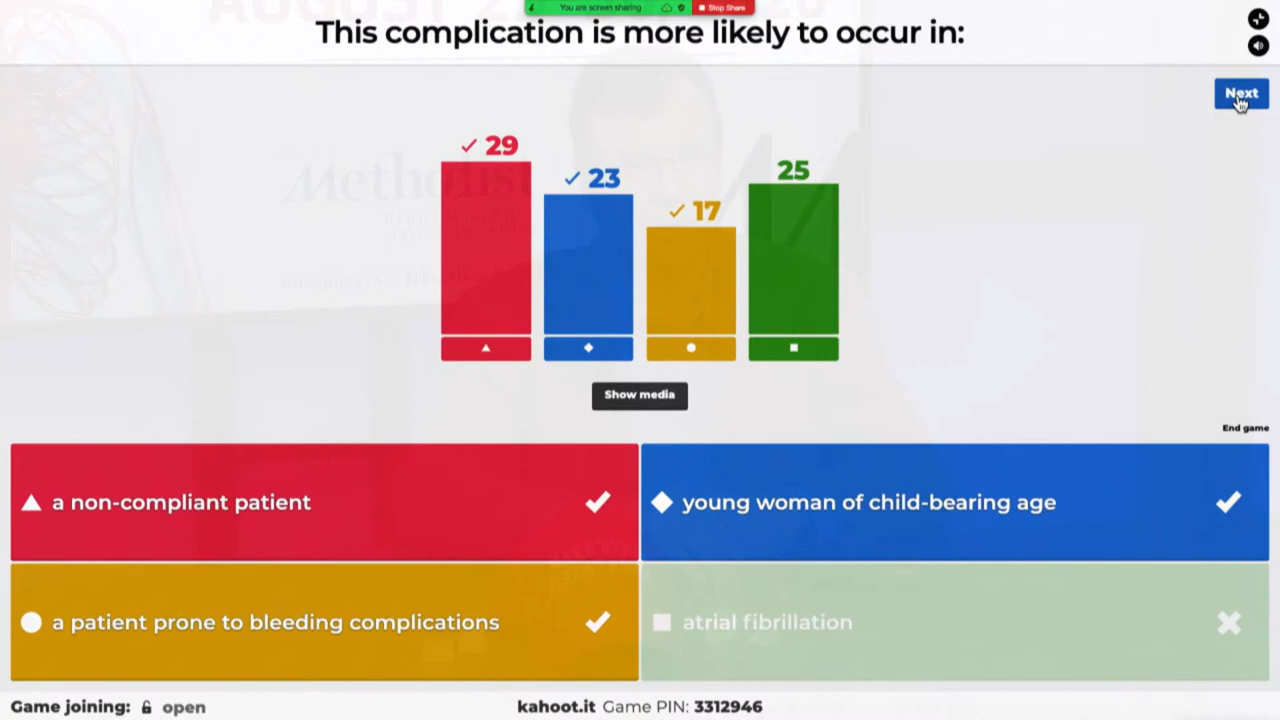 You are screen sharing
Stop Share
This complication is more likely to occur in:
Next
29
23
17
25
Show media
End game
a non-compliant patient
young woman of child-bearing age
a patient prone to bleeding complications
atrial fibrillation
Game joining: open
kahoot.it Game PIN: 3312946
Methodist